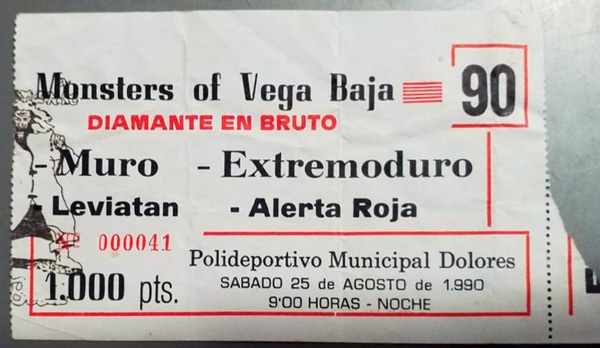 Monsters of Vega Baja 90
DIAMANTE EN BRUTO
- Muro - Extremoduro
- Leviatan - Alerta Roja
Nº 000041
Polideportivo Municipal Dolores
1.000 pts.
SABADO 25 de AGOSTO de 1.990
9'00 HORAS - NOCHE